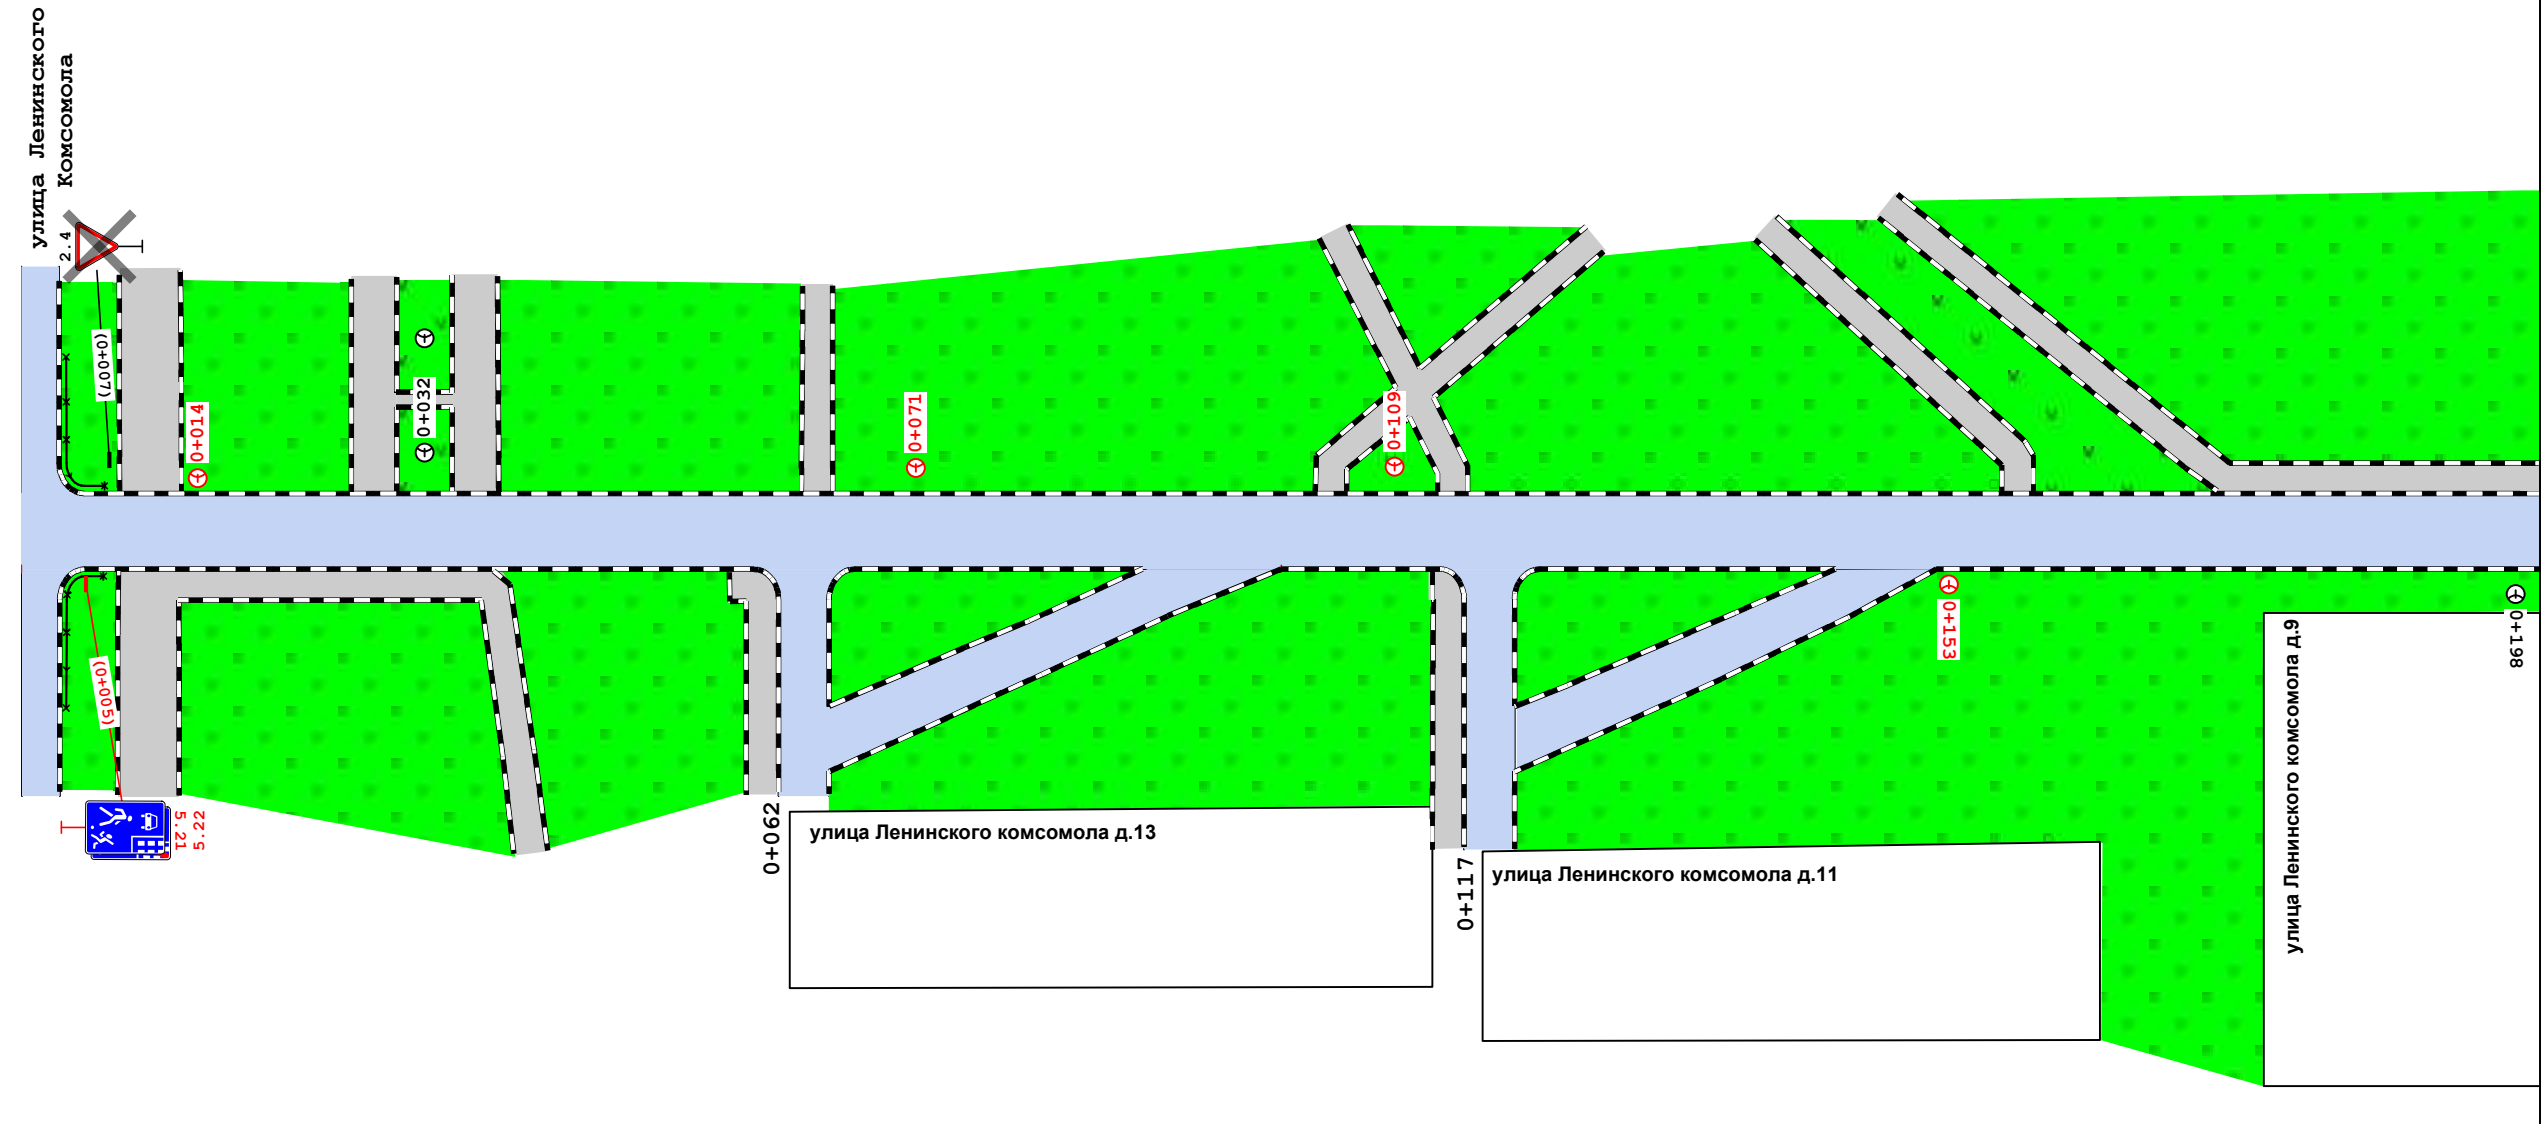 улица Ленинского
Комсомола
2.4
(0+007)
0+014
0+032
0+071
0+109
(0+005)
5.22
5.21
0+062
улица Ленинского комсомола д.13
0+117
улица Ленинского комсомола д.11
0+153
улица Ленинского комсомола д.9
0+198